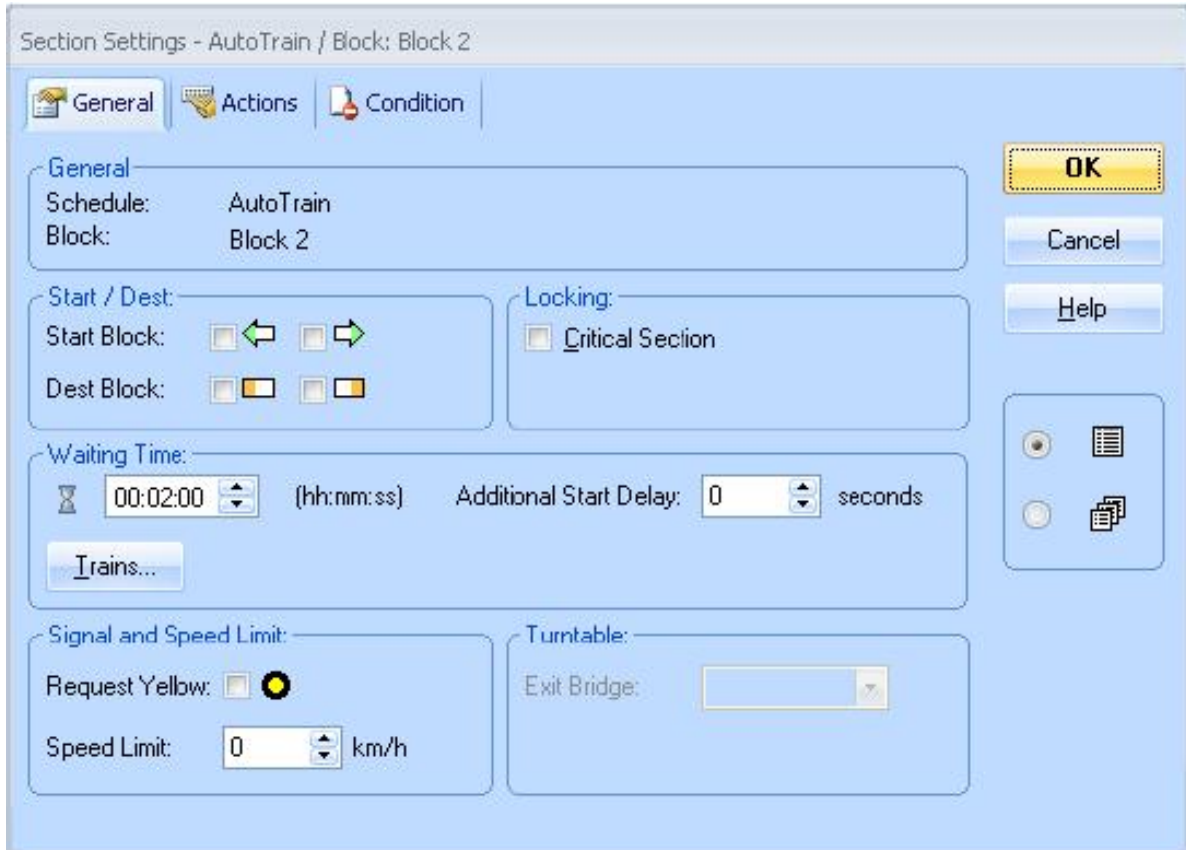 Section Settings - AutoTrain / Block: Block 2
General Actions Condition
General
Schedule: AutoTrain
Block: Block 2
OK
Cancel
Help
Start / Dest:
Start Block:
Dest Block:
Locking:
Critical Section
Waiting Time:
00:02:00 (hh:mm:ss) Additional Start Delay: 0 seconds
Trains...
Signal and Speed Limit:
Request Yellow:
Speed Limit: 0 km/h
Turntable:
Exit Bridge: